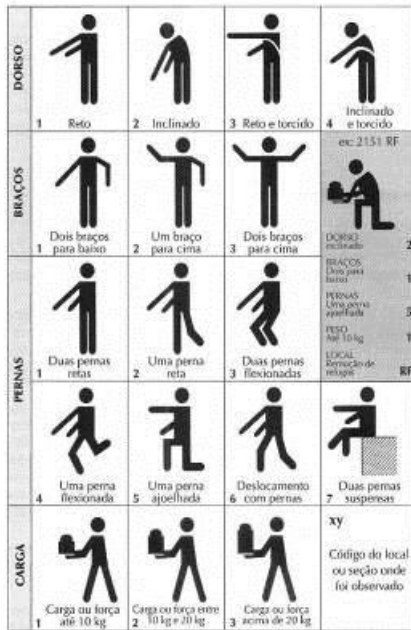 DORSO
1 Reto
2 Inclinado
3 Reto e torcido
4 Inclinado
e torcido
BRAÇOS
1 Dois braços
para baixo
2 Um braço
para cima
3 Dois braços
para cima
ex: 2151 RF
DORSO
inclinado 2
BRAÇOS
Dois para
baixo 1
PERNAS
Uma perna
ajoelhada 5
PESO
Até 10 kg 1
LOCAL
Remoção de
refugos RF
PERNAS
1 Duas pernas
retas
2 Uma perna
reta
3 Duas pernas
flexionadas
4 Uma perna
flexionada
5 Uma perna
ajoelhada
6 Deslocamento
com pernas
7 Duas pernas
suspensas
CARGA
1 Carga ou força
até 10 kg
2 Carga ou força entre
10 kg e 20 kg
3 Carga ou força
acima de 20 kg
xy
Código do local
ou seção onde
foi observado